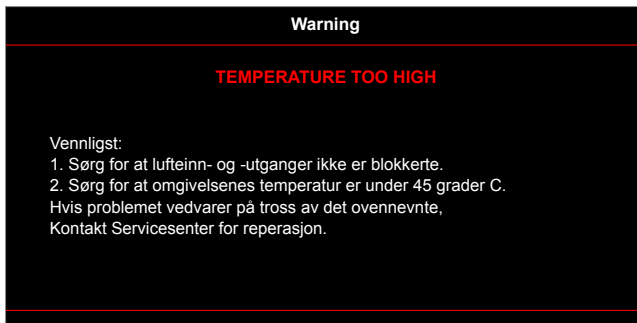 Warning
TEMPERATURE TOO HIGH
Vennligst:
1. Sørg for at lufteinn- og -utganger ikke er blokkerte.
2. Sørg for at omgivelsenes temperatur er under 45 grader C.
Hvis problemet vedvarer på tross av det ovennevnte,
Kontakt Servicesenter for reperasjon.